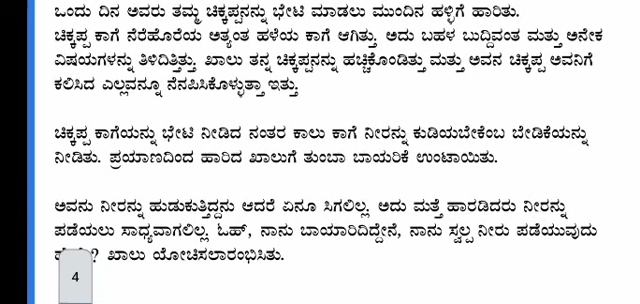 ಒಂದು ದಿನ ಅವರು ತಮ್ಮ ಚಿಕ್ಕಪ್ಪನನ್ನು ಭೇಟಿ ಮಾಡಲು ಮುಂದಿನ ಹಳ್ಳಿಗೆ ಹಾರಿತು.
ಚಿಕ್ಕಪ್ಪ ಕಾಗೆ ನೆರೆಹೊರೆಯ ಅತ್ಯಂತ ಹಳೆಯ ಕಾಗೆ ಆಗಿತ್ತು. ಅದು ಬಹಳ ಬುದ್ದಿವಂತ ಮತ್ತು ಅನೇಕ
ವಿಷಯಗಳನ್ನು ತಿಳಿದಿತ್ತಿತ್ತು. ಖಾಲು ತನ್ನ ಚಿಕ್ಕಪ್ಪನನ್ನು ಹಚ್ಚಿಕೊಂಡಿತ್ತು ಮತ್ತು ಅವನ ಚಿಕ್ಕಪ್ಪ ಅವನಿಗೆ
ಕಲಿಸಿದ ಎಲ್ಲವನ್ನೂ ನೆನಪಿಸಿಕೊಳ್ಳುತ್ತಾ ಇತ್ತು.
ಚಿಕ್ಕಪ್ಪ ಕಾಗೆಯನ್ನು ಭೇಟಿ ನೀಡಿದ ನಂತರ ಕಾಲು ಕಾಗೆ ನೀರನ್ನು ಕುಡಿಯಬೇಕೆಂಬ ಬೇಡಿಕೆಯನ್ನು
ನೀಡಿತು. ಪ್ರಯಾಣದಿಂದ ಹಾರಿದ ಖಾಲುಗೆ ತುಂಬಾ ಬಾಯರಿಕೆ ಉಂಟಾಯಿತು.
ಅವನು ನೀರನ್ನು ಹುಡುಕುತ್ತಿದ್ದನು ಆದರೆ ಏನೂ ಸಿಗಲಿಲ್ಲ. ಅದು ಮತ್ತೆ ಹಾರಡಿದರು ನೀರನ್ನು
ಪಡೆಯಲು ಸಾಧ್ಯವಾಗಲಿಲ್ಲ. ಓಹ್, ನಾನು ಬಾಯಾರಿದಿದ್ದೇನೆ, ನಾನು ಸ್ವಲ್ಪ ನೀರು ಪಡೆಯುವುದು
? ಖಾಲು ಯೋಚಿಸಲಾರಂಭಿಸಿತು.
4